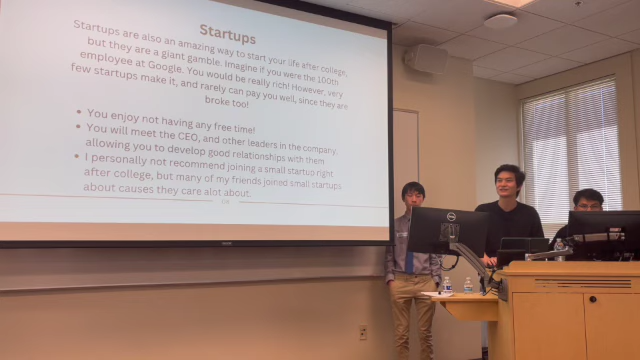 Startups
Startups are also an amazing way to start your life after college,
but they are a giant gamble. Imagine if you were the 100th
employee at Google. You would be really rich! However, very
few startups make it, and rarely can pay you well, since they are
broke too!
• You enjoy not having any free time!
• You will meet the CEO, and other leaders in the company
allowing you to develop good relationships with them
• I personally not recommend joining a small startup right
after college, but many of my friends joined small startups
about causes they care alot about.
DELL